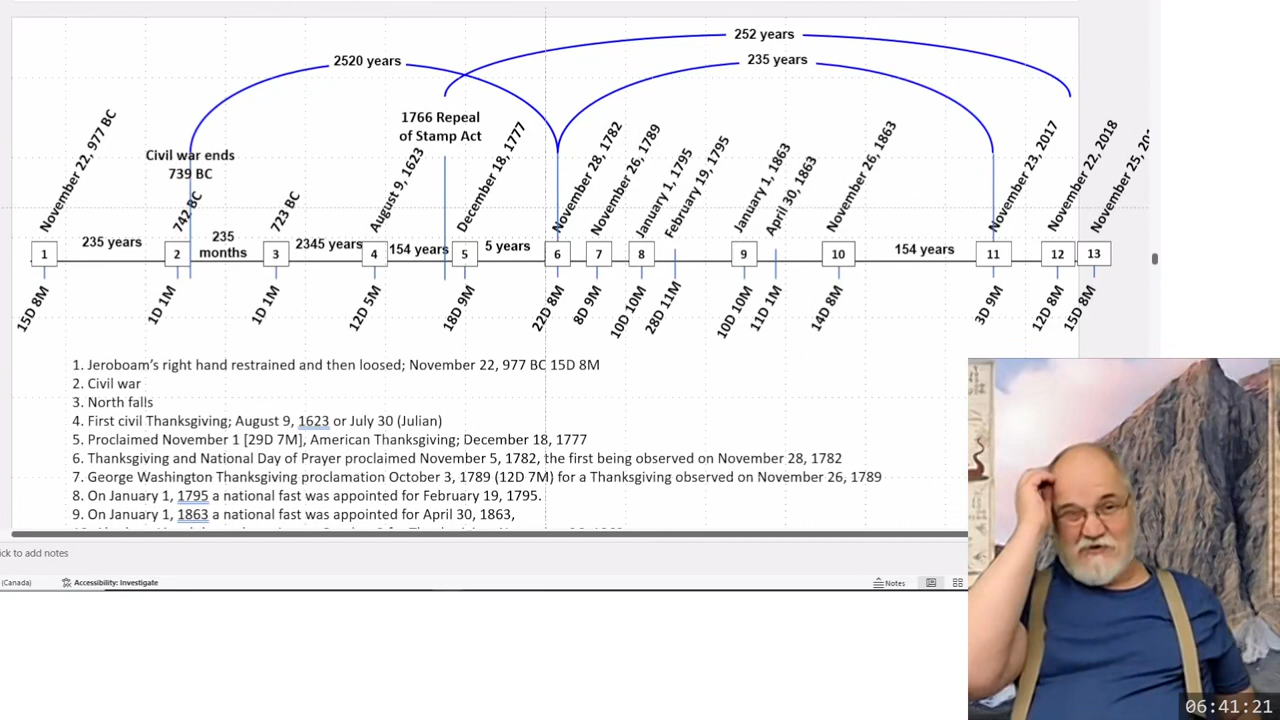 252 years
2520 years
235 years
1766 Repeal
of Stamp Act
Civil war ends
739 BC
November 22, 977 BC
742 BC
723 BC
August 9, 1623
December 18, 1777
November 28, 1782
November 26, 1789
January 1, 1795
February 19, 1795
January 1, 1863
April 30, 1863
November 26, 1863
November 23, 2017
November 22, 2018
November 25,
235 years
235
months
2345 years
154 years
5 years
154 years
1
2
3
4
5
6
7
8
9
10
11
12
13
15D 8M
1D 1M
1D 1M
12D 5M
18D 9M
22D 8M
8D 9M
10D 10M
28D 11M
10D 10M
11D 1M
14D 8M
3D 9M
12D 8M
15D 8M
1. Jeroboam's right hand restrained and then loosed; November 22, 977 BC 15D 8M
2. Civil war
3. North falls
4. First civil Thanksgiving; August 9, 1623 or July 30 (Julian)
5. Proclaimed November 1 [29D 7M], American Thanksgiving; December 18, 1777
6. Thanksgiving and National Day of Prayer proclaimed November 5, 1782, the first being observed on November 28, 1782
7. George Washington Thanksgiving proclamation October 3, 1789 (12D 7M) for a Thanksgiving observed on November 26, 1789
8. On January 1, 1795 a national fast was appointed for February 19, 1795.
9. On January 1, 1863 a national fast was appointed for April 30, 1863,
ick to add notes
(Canada)
Accessibility: Investigate
Notes
06:41:21